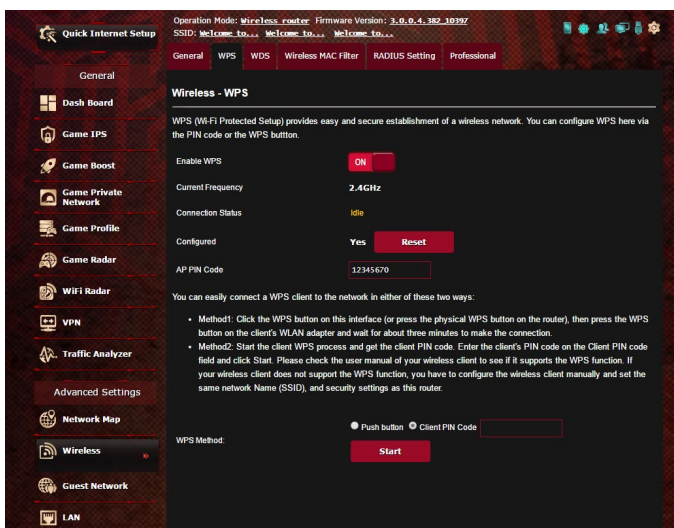 Quick Internet Setup
General
Dash Board
Game IPS
Game Boost
Game Private
Network
Game Profile
Game Radar
WiFi Radar
VPN
Traffic Analyzer
Advanced Settings
Network Map
Wireless
Guest Network
LAN
Operation Mode: Wireless router Firmware Version: 3.0.0.4.382_10397
SSID: Welcome to... Welcome to... Welcome to...
General WPS WDS Wireless MAC Filter RADIUS Setting Professional
Wireless - WPS
WPS (Wi-Fi Protected Setup) provides easy and secure establishment of a wireless network. You can configure WPS here via
the PIN code or the WPS buttton.
Enable WPS ON
Current Frequency 2.4GHz
Connection Status Idle
Configured Yes Reset
AP PIN Code 12345670
You can easily connect a WPS client to the network in either of these two ways:
• Method1: Click the WPS button on this interface (or press the physical WPS button on the router), then press the WPS
button on the client's WLAN adapter and wait for about three minutes to make the connection.
• Method2: Start the client WPS process and get the client PIN code. Enter the client's PIN code on the Client PIN code
field and click Start. Please check the user manual of your wireless client to see if it supports the WPS function. If
your wireless client does not support the WPS function, you have to configure the wireless client manually and set the
same network Name (SSID), and security settings as this router.
Push button Client PIN Code
WPS Method:
Start